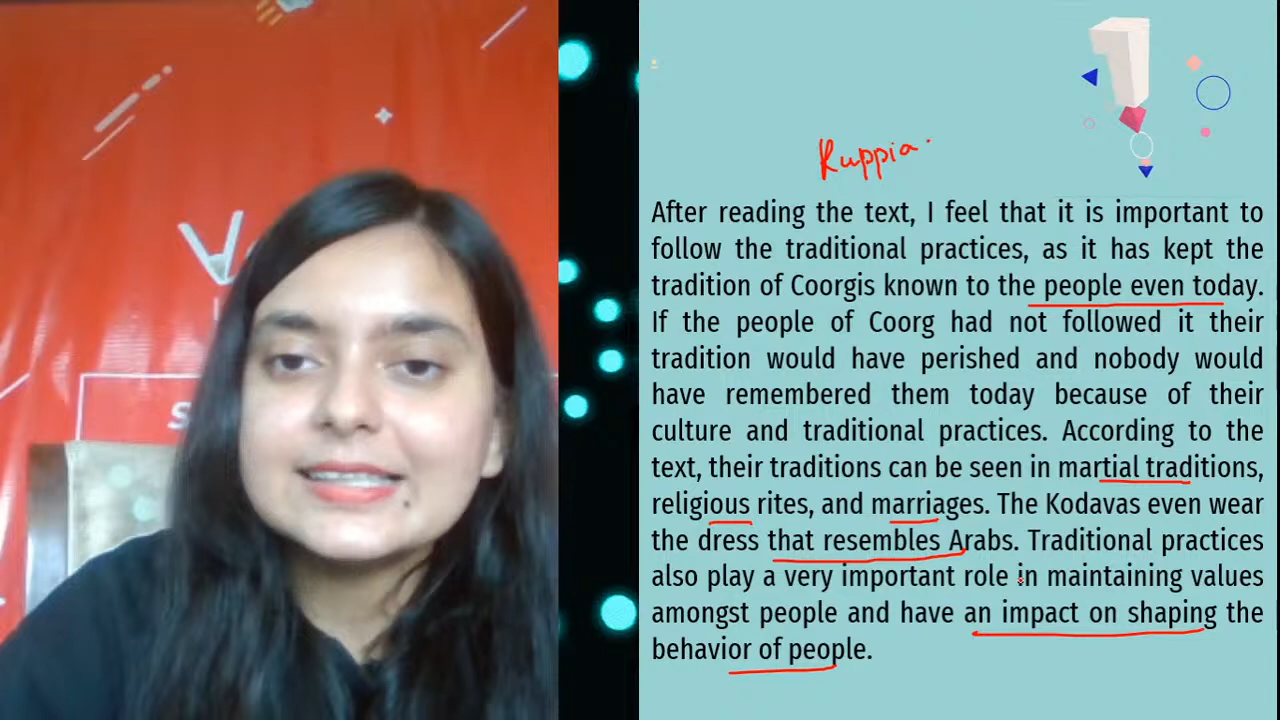 Ve
S
Kuppia.
After reading the text, I feel that it is important to
follow the traditional practices, as it has kept the
tradition of Coorgis known to the people even today.
If the people of Coorg had not followed it their
tradition would have perished and nobody would
have remembered them today because of their
culture and traditional practices. According to the
text, their traditions can be seen in martial traditions,
religious rites, and marriages. The Kodavas even wear
the dress that resembles Arabs. Traditional practices
also play a very important role in maintaining values
amongst people and have an impact on shaping the
behavior of people.